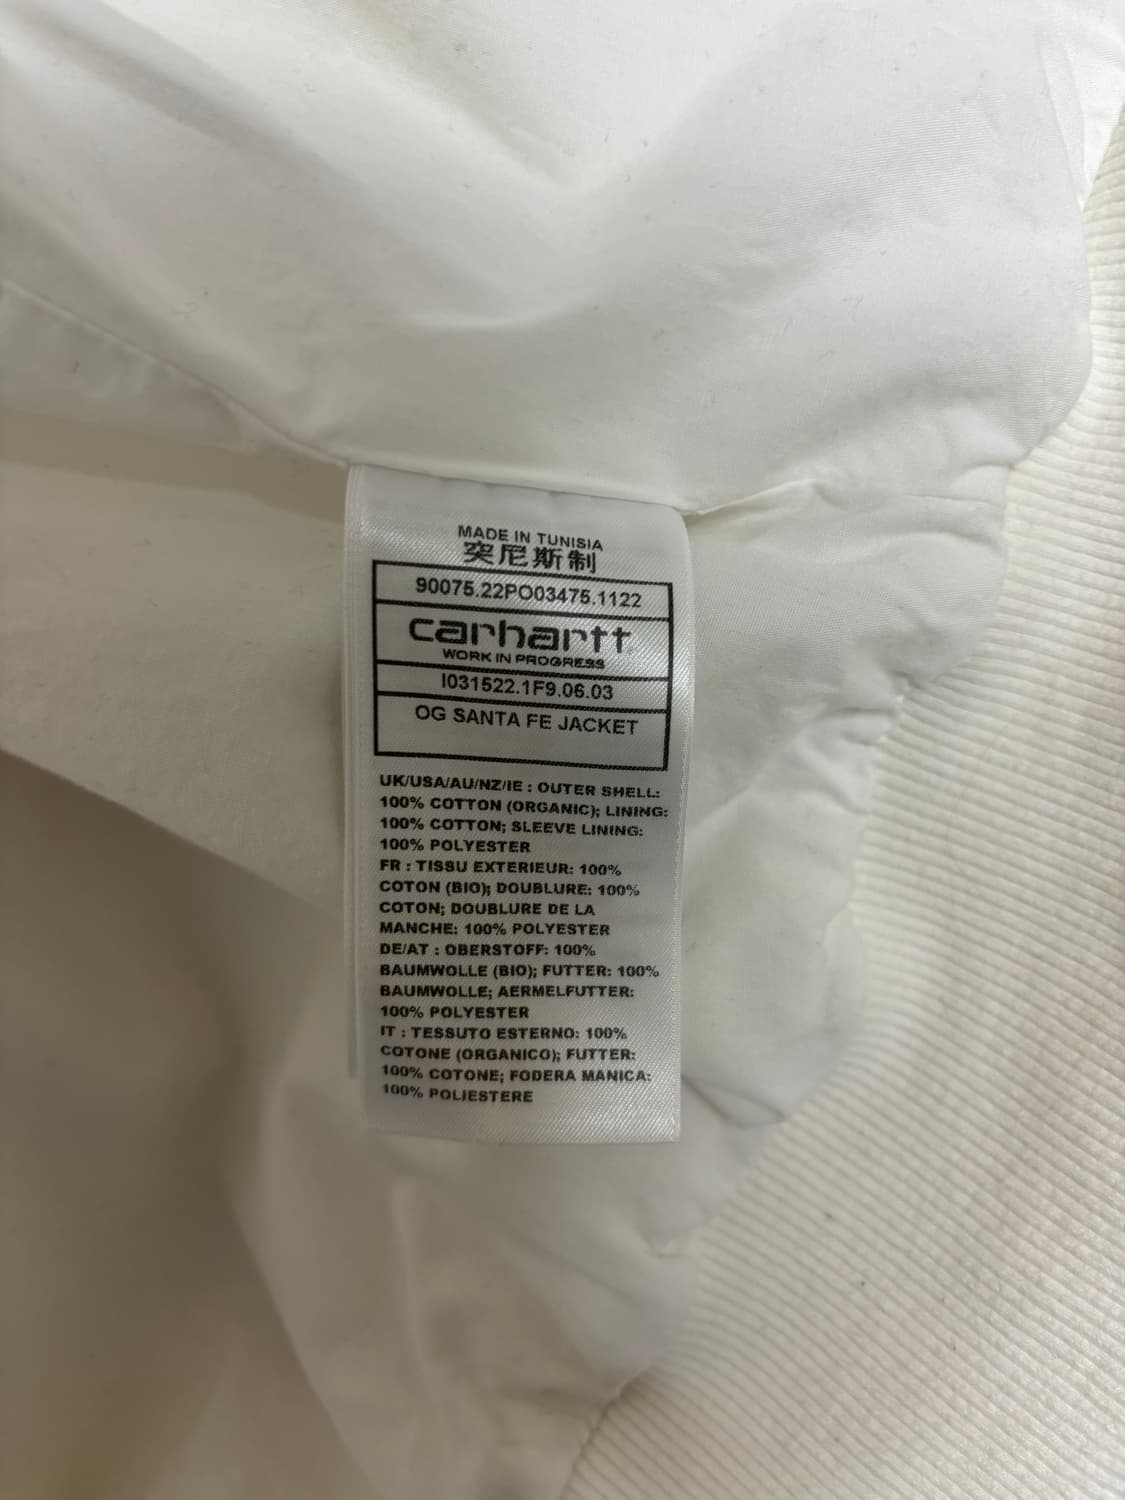 MADE IN TUNISIA
突尼斯制
90075.22PO03475.1122
carhartt
WORK IN PROGRESS
I031522.1F9.06.03
OG SANTA FE JACKET
UK/USA/AU/NZ/IE : OUTER SHELL:
100% COTTON (ORGANIC); LINING:
100% COTTON; SLEEVE LINING:
100% POLYESTER
FR : TISSU EXTERIEUR: 100%
COTON (BIO); DOUBLURE: 100%
COTON; DOUBLURE DE LA
MANCHE: 100% POLYESTER
DE/AT : OBERSTOFF: 100%
BAUMWOLLE (BIO); FUTTER: 100%
BAUMWOLLE; AERMELFUTTER:
100% POLYESTER
IT : TESSUTO ESTERNO: 100%
COTONE (ORGANICO); FUTTER:
100% COTONE; FODERA MANICA:
100% POLIESTERE